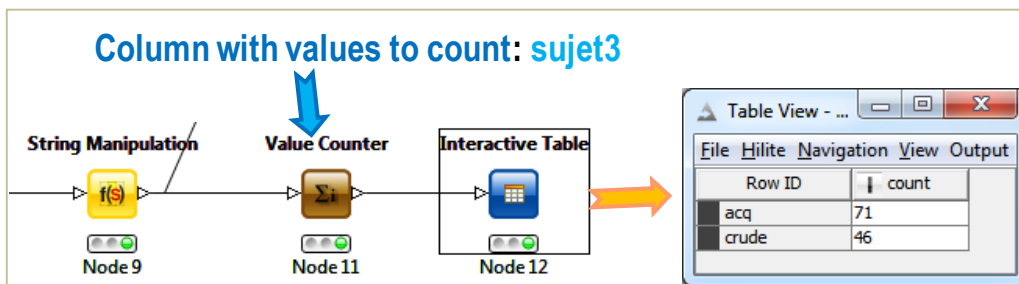 Column with values to count: sujet3
String Manipulation
Value Counter
Interactive Table
f(s)
Σi
Node 9
Node 11
Node 12
Table View - ...
File Hilite Navigation View Output
Row ID count
acq 71
crude 46